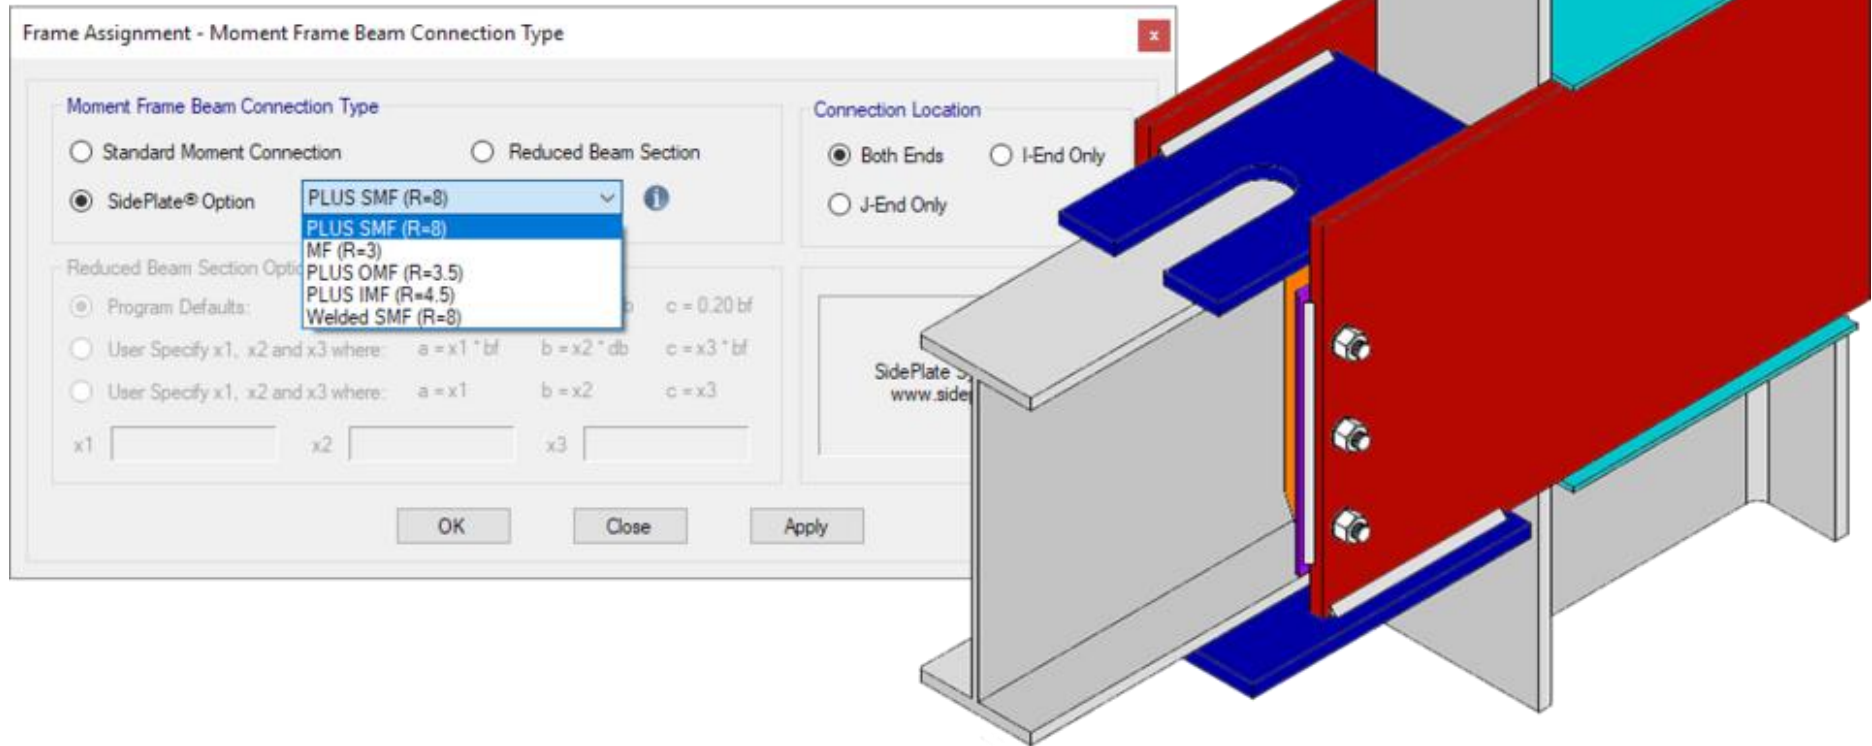 Frame Assignment - Moment Frame Beam Connection Type
x
Moment Frame Beam Connection Type
Standard Moment Connection
Reduced Beam Section
SidePlate® Option
PLUS SMF (R=8)
PLUS SMF (R=8)
MF (R=3)
PLUS OMF (R=3.5)
PLUS IMF (R=4.5)
Welded SMF (R=8)
Connection Location
Both Ends
I-End Only
J-End Only
Reduced Beam Section
Program Defaults:
c = 0.20 bf
User Specify x1, x2 and x3 where:
a = x1 * bf
b = x2 * db
c = x3 * bf
User Specify x1, x2 and x3 where:
a = x1
b = x2
c = x3
x1
x2
x3
SidePlate
OK
Close
Apply